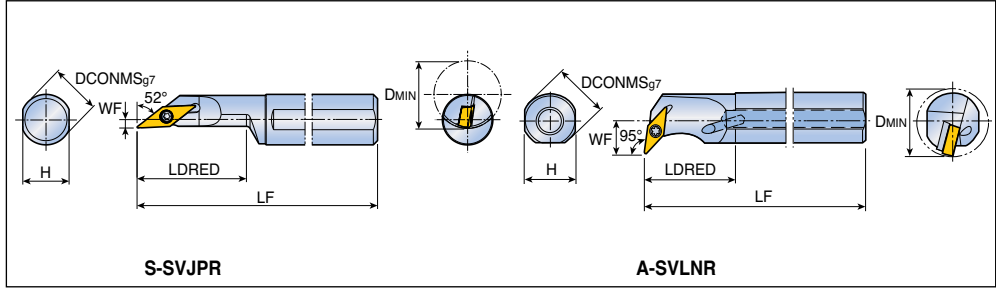 DCONMSg7
WF
52°
H
LDRED
LF
DMIN
S-SVJPR
DCONMSg7
WF
95°
H
LDRED
LF
DMIN
A-SVLNR